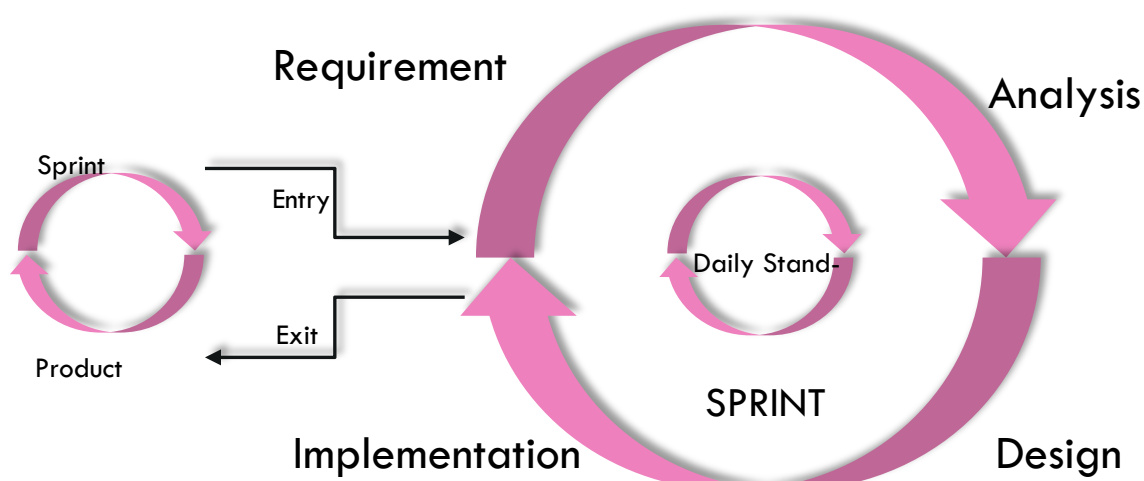 Requirement
Analysis
Sprint
Entry
Daily Stand-
Exit
Product
SPRINT
Implementation
Design